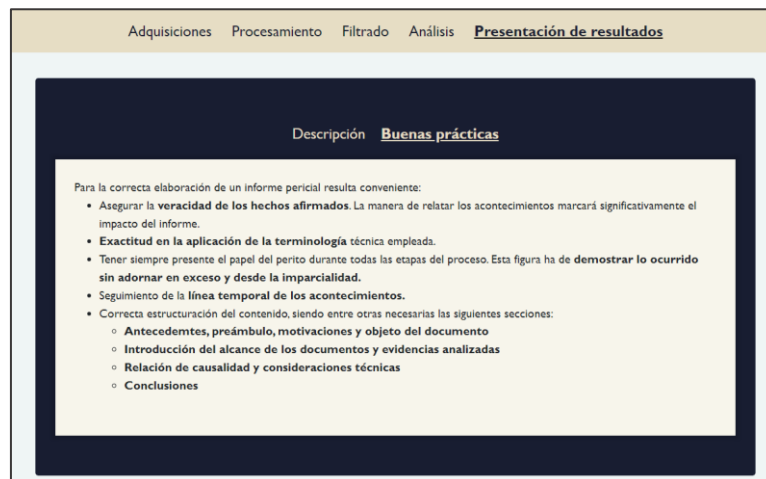 Adquisiciones Procesamiento Filtrado Análisis Presentación de resultados
Descripción Buenas prácticas
Para la correcta elaboración de un informe pericial resulta conveniente:
• Asegurar la veracidad de los hechos afirmados. La manera de relatar los acontecimientos marcará significativamente el
impacto del informe.
• Exactitud en la aplicación de la terminología técnica empleada.
• Tener siempre presente el papel del perito durante todas las etapas del proceso. Esta figura ha de demostrar lo ocurrido
sin adornar en exceso y desde la imparcialidad.
• Seguimiento de la línea temporal de los acontecimientos.
• Correcta estructuración del contenido, siendo entre otras necesarias las siguientes secciones:
◦ Antecedemtes, preámbulo, motivaciones y objeto del documento
◦ Introducción del alcance de los documentos y evidencias analizadas
◦ Relación de causalidad y consideraciones técnicas
◦ Conclusiones